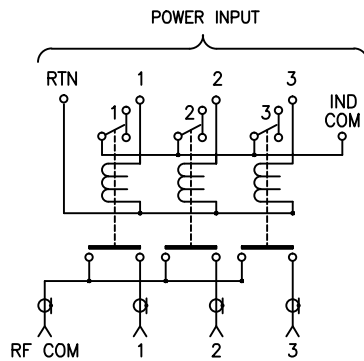 POWER INPUT
RTN 1 2 3
IND
COM
1 2 3
RF COM 1 2 3